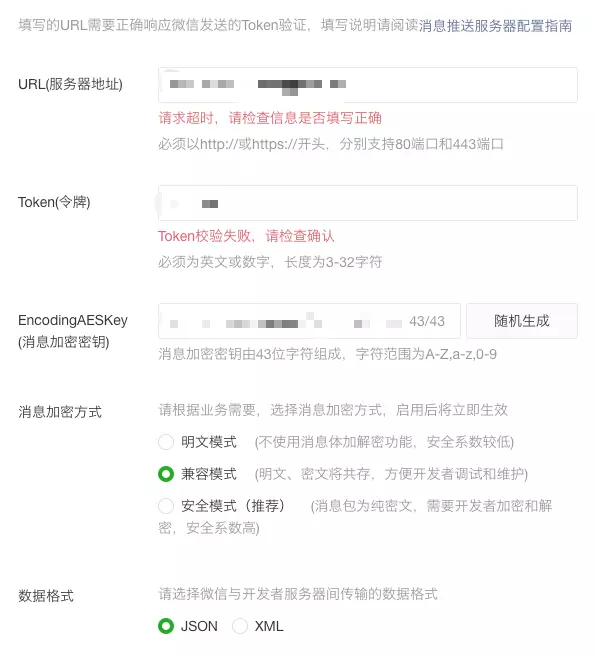 填写的URL需要正确响应微信发送的Token验证，填写说明请阅读消息推送服务器配置指南
URL(服务器地址)
请求超时，请检查信息是否填写正确
必须以http://或https://开头，分别支持80端口和443端口
Token(令牌)
Token校验失败，请检查确认
必须为英文或数字，长度为3-32字符
EncodingAESKey
(消息加密密钥)
43/43
随机生成
消息加密密钥由43位字符组成，字符范围为A-Z,a-z,0-9
消息加密方式
请根据业务需要，选择消息加密方式，启用后将立即生效
明文模式 (不使用消息体加解密功能，安全系数较低)
兼容模式 (明文、密文将共存，方便开发者调试和维护)
安全模式（推荐） (消息包为纯密文，需要开发者加密和解
密，安全系数高)
数据格式
请选择微信与开发者服务器间传输的数据格式
JSON XML